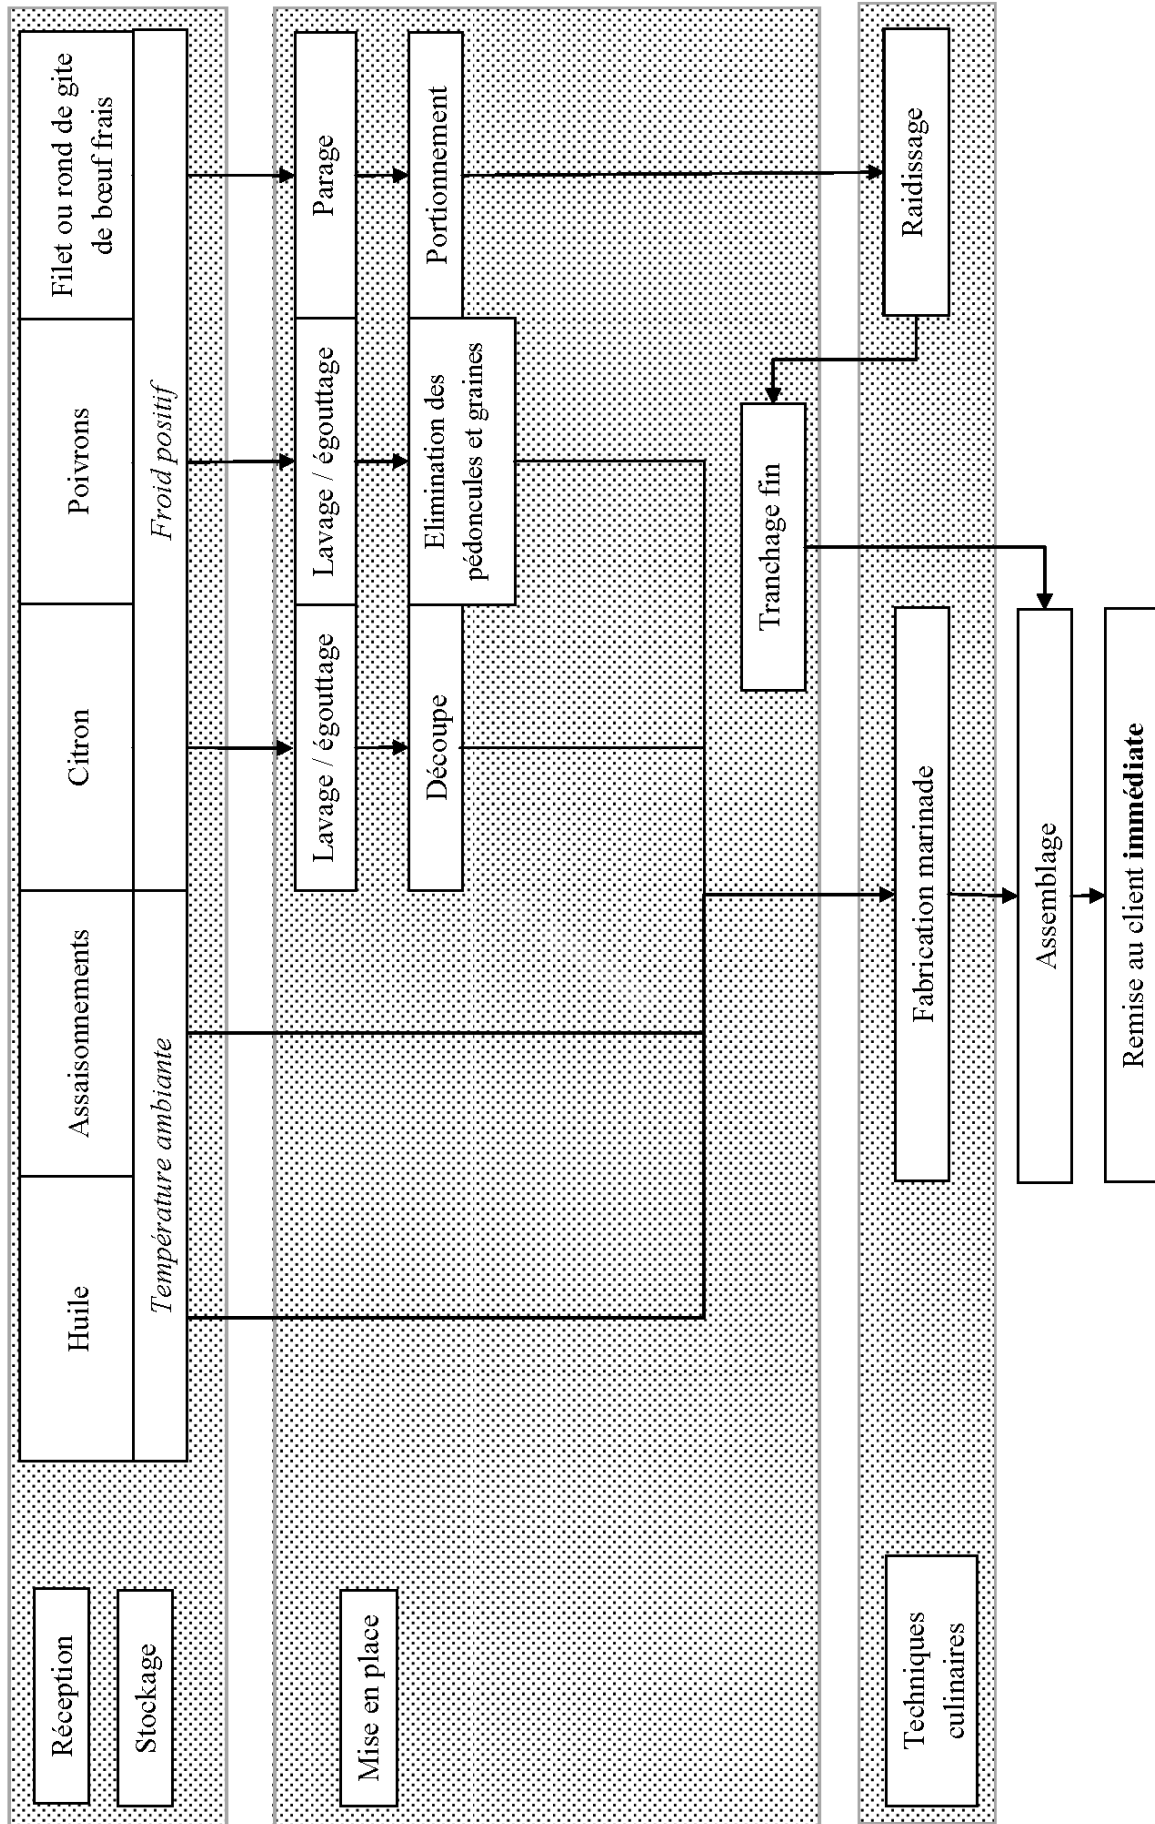 Réception
Huile
Assaisonnements
Citron
Poivrons
Filet ou rond de gite
de bœuf frais
Stockage
Température ambiante
Froid positif
Mise en place
Lavage / égouttage
Lavage / égouttage
Parage
Découpe
Elimination des
pédoncules et graines
Portionnement
Tranchage fin
Techniques
culinaires
Fabrication marinade
Raidissage
Assemblage
Remise au client immédiate